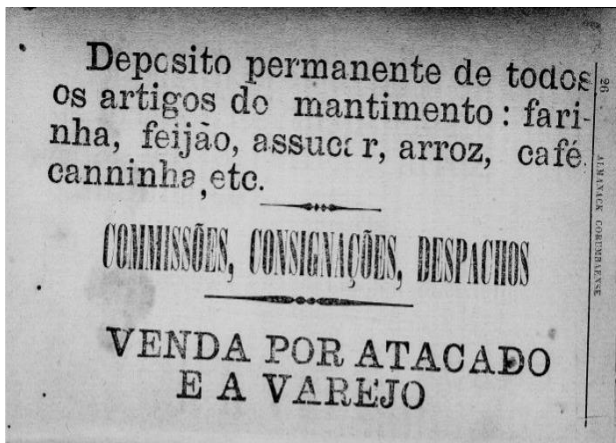 Deposito permanente de todos
os artigos de mantimento: fari-
nha, feijão, assucar, arroz, café
canninha, etc.
COMMISSÕES, CONSIGNAÇÕES, DESPACHOS
VENDA POR ATACADO
E A VAREJO
96
ALMANACK CORUMBAENSE